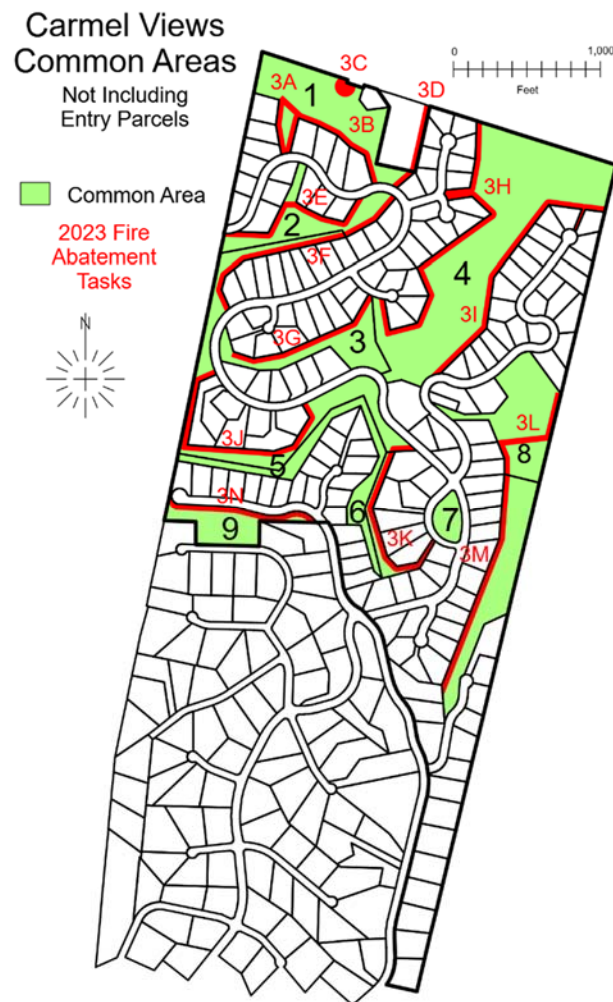 Carmel Views
Common Areas
Not Including
Entry Parcels
Common Area
2023 Fire
Abatement
Tasks
N
0
1,000
Feet
3C
3A
3D
1
3B
3H
3E
2
3F
4
3I
3
3G
3L
3J
5
8
3N
6
7
9
3K
3M